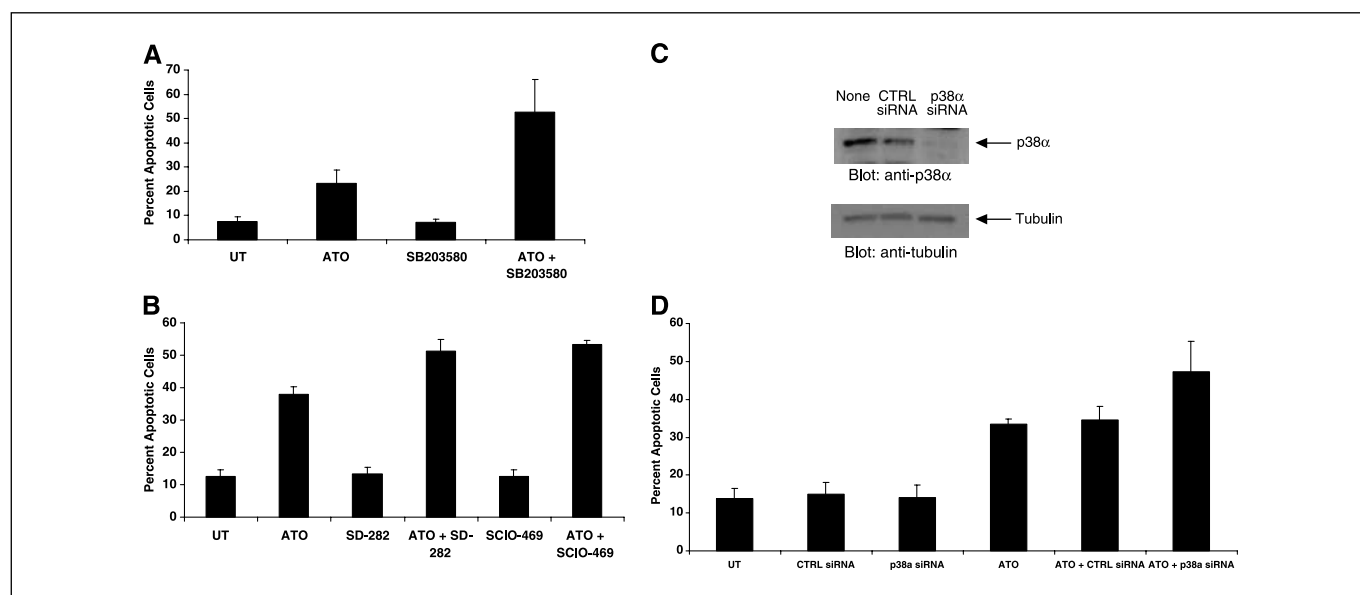 A
Percent Apoptotic Cells
70
60
50
40
30
20
10
0
UT
ATO
SB203580
ATO +
SB203580
B
Percent Apoptotic Cells
60
50
40
30
20
10
0
UT
ATO
SD-282
ATO + SD-
282
SCIO-469
ATO +
SCIO-469
C
None
CTRL
siRNA
p38α
siRNA
p38α
Blot: anti-p38α
Tubulin
Blot: anti-tubulin
D
Percent Apoptotic Cells
60
50
40
30
20
10
0
UT
CTRL siRNA
p38a siRNA
ATO
ATO + CTRL siRNA
ATO + p38a siRNA